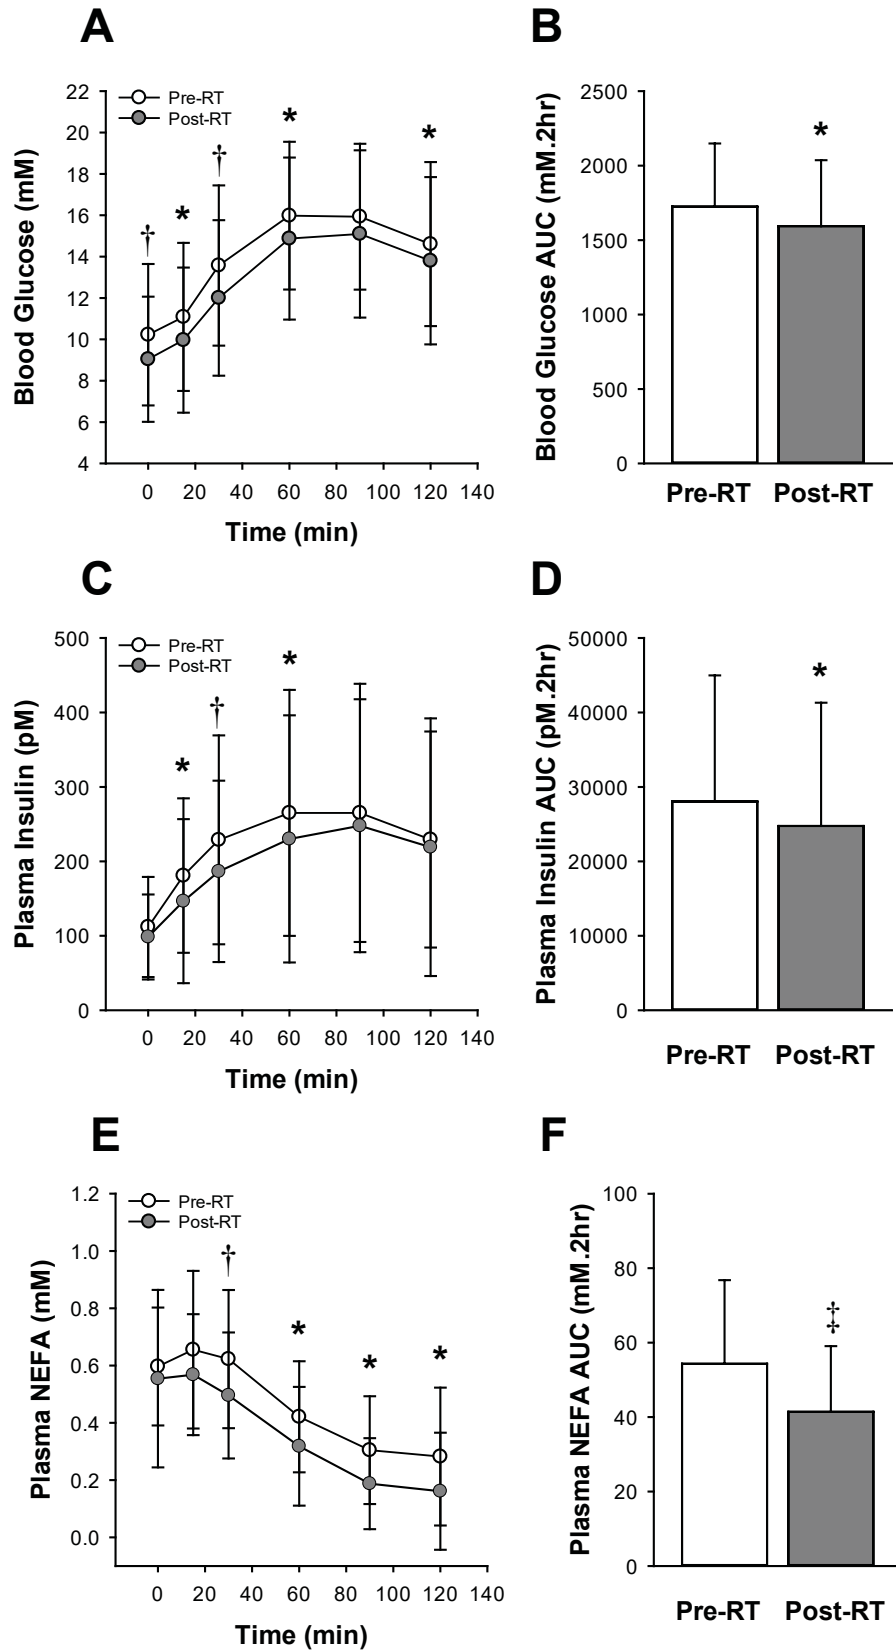 A
B
Blood Glucose (mM)
22
20
18
16
14
12
10
8
6
4
Pre-RT
Post-RT
†
*
†
*
*
0 20 40 60 80 100 120 140
Time (min)
Blood Glucose AUC (mM.2hr)
2500
2000
1500
1000
500
0
*
Pre-RT Post-RT
C
D
Plasma Insulin (pM)
500
400
300
200
100
0
Pre-RT
Post-RT
*
†
*
0 20 40 60 80 100 120 140
Time (min)
Plasma Insulin AUC (pM.2hr)
50000
40000
30000
20000
10000
0
*
Pre-RT Post-RT
E
F
Plasma NEFA (mM)
1.2
1.0
0.8
0.6
0.4
0.2
0.0
Pre-RT
Post-RT
†
*
*
*
0 20 40 60 80 100 120 140
Time (min)
Plasma NEFA AUC (mM.2hr)
100
80
60
40
20
0
‡
Pre-RT Post-RT